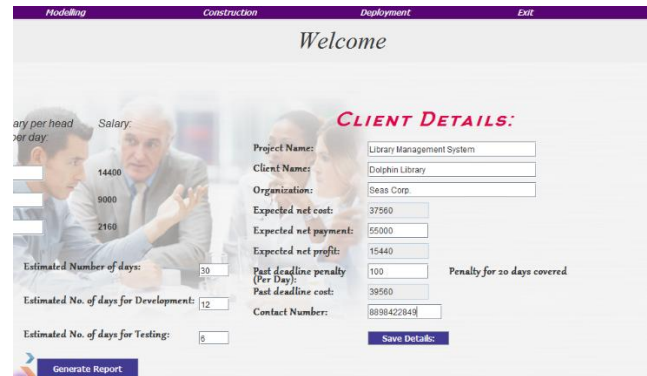 Modelling Construction Deployment Exit
Welcome
ary per head Salary:
per day:
14400
9000
2160
Estimated Number of days: 30
Estimated No. of days for Development: 12
Estimated No. of days for Testing: 6
Generate Report
CLIENT DETAILS:
Project Name: Library Management System
Client Name: Dolphin Library
Organization: Seas Corp.
Expected net cost: 37560
Expected net payment: 55000
Expected net profit: 15440
Past deadline penalty 100 Penalty for 20 days covered
(Per Day):
Past deadline cost: 39560
Contact Number: 8898422849
Save Details: